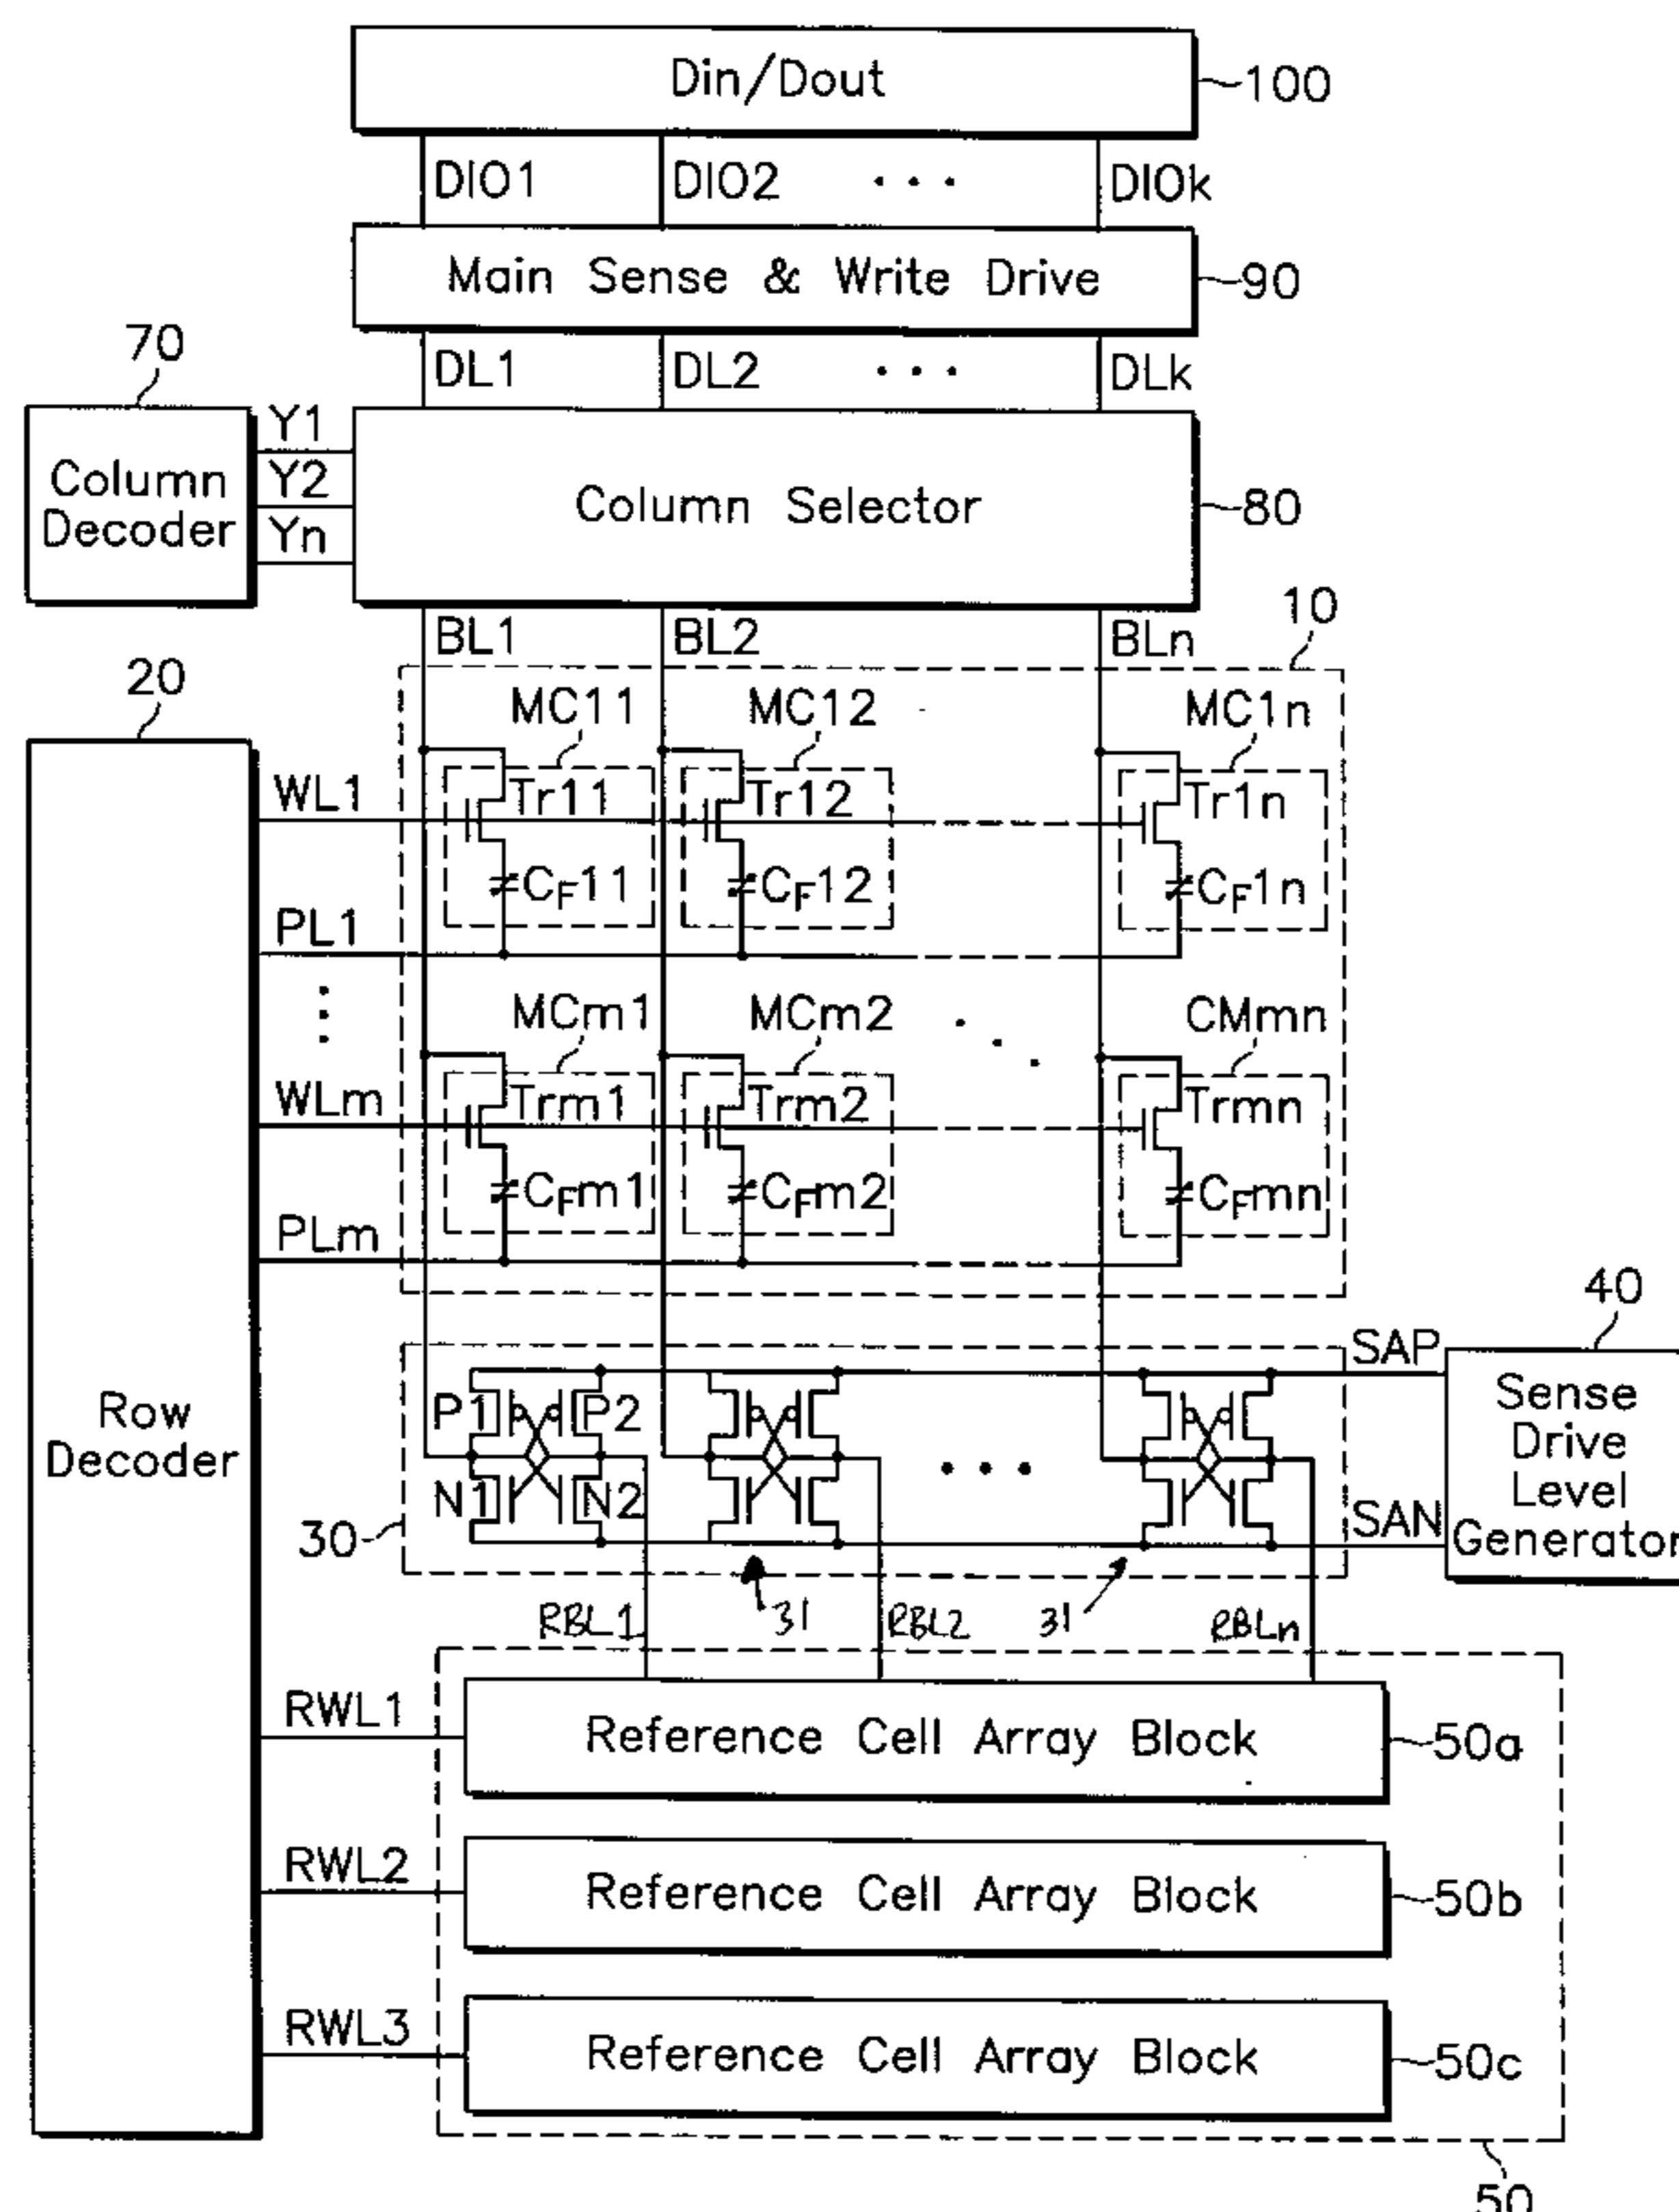 Din/Dout
100
DIO1 DIO2 ... DIOk
Main Sense & Write Drive
90
DL1 DL2 ... DLk
70
Column
Decoder
Y1
Y2
Yn
Column Selector
80
BL1 BL2 BLn
10
20
MC11 MC12 MC1n
WL1
Tr11 Tr12 Tr1n
CF11 CF12 CF1n
PL1
MCm1 MCm2 CMmn
WLm
Trm1 Trm2 Trmn
CFm1 CFm2 CFmn
PLm
40
SAP
Row
Decoder
P1 P2
N1 N2
...
SAN
Sense
Drive
Level
Generator
30
31 31
RBL1 RBL2 RBLn
RWL1
Reference Cell Array Block
50a
RWL2
Reference Cell Array Block
50b
RWL3
Reference Cell Array Block
50c
50